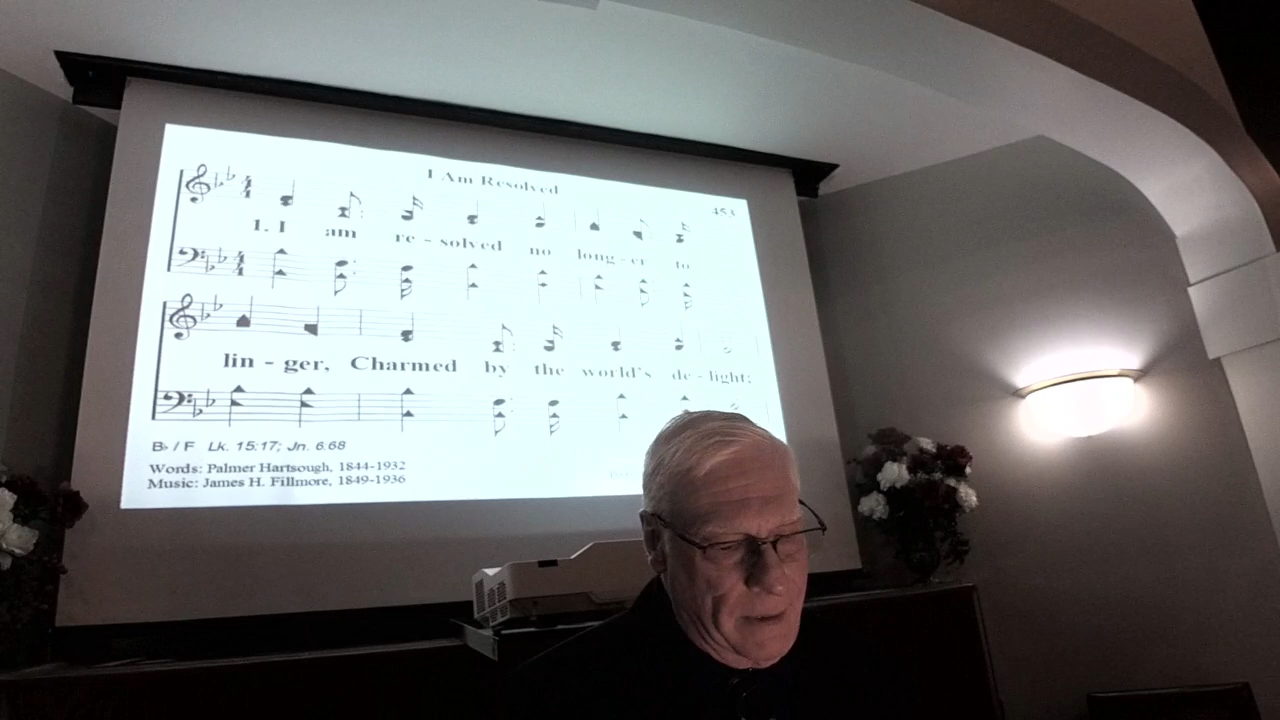 I Am Resolved
453
1. I am re - solved no long - er to
lin - ger, Charmed by the world's de - light;
B♭ / F Lk. 15:17; Jn. 6:68
Words: Palmer Hartsough, 1844-1932
Music: James H. Fillmore, 1849-1936